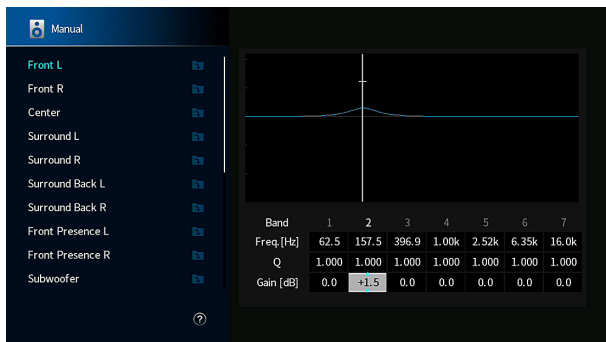 Manual
Front L
Front R
Center
Surround L
Surround R
Surround Back L
Surround Back R
Front Presence L
Front Presence R
Subwoofer
?
Band 1 2 3 4 5 6 7
Freq.[Hz] 62.5 157.5 396.9 1.00k 2.52k 6.35k 16.0k
Q 1.000 1.000 1.000 1.000 1.000 1.000 1.000
Gain [dB] 0.0 +1.5 0.0 0.0 0.0 0.0 0.0